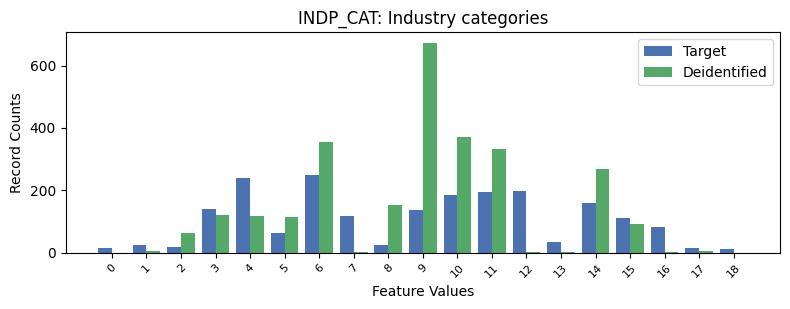 INDP_CAT: Industry categories
Target
Deidentified
Record Counts
600
400
200
0
0 1 2 3 4 5 6 7 8 9 10 11 12 13 14 15 16 17 18
Feature Values